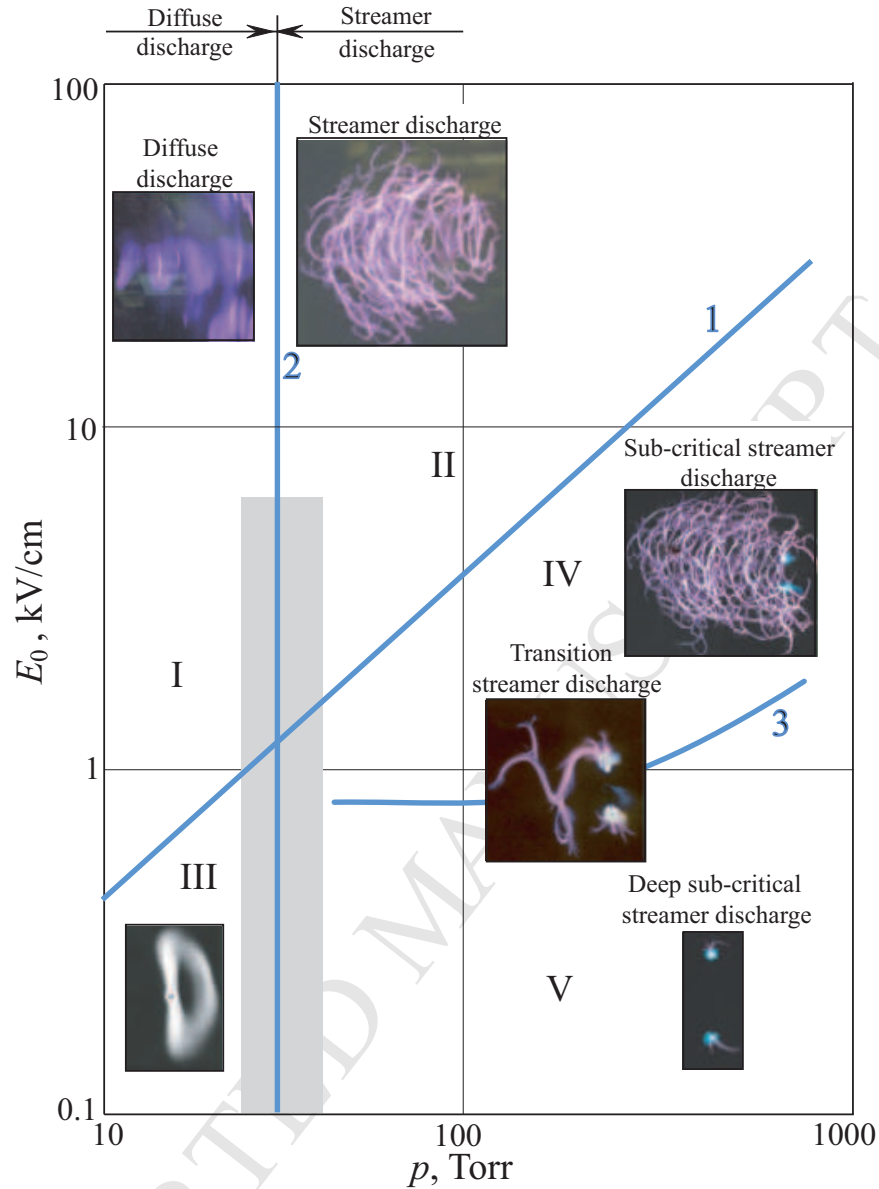 Diffuse
discharge
Streamer
discharge
100
Streamer discharge
Diffuse
discharge
1
2
10
II
Sub-critical streamer
discharge
IV
E0 , kV/cm
Transition
streamer discharge
I
3
1
III
Deep sub-critical
streamer discharge
V
0.1
10
100
1000
p, Torr